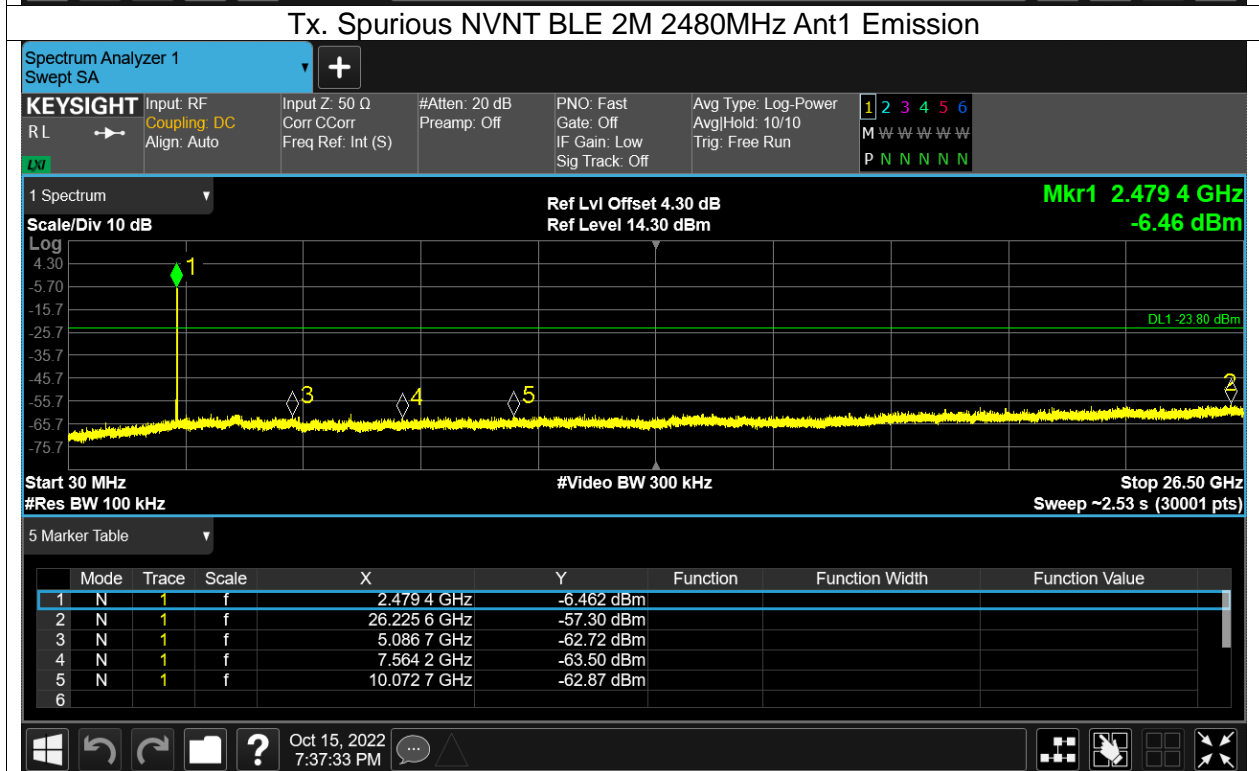 Tx. Spurious NVNT BLE 2M 2480MHz Ant1 Emission
Spectrum Analyzer 1
Swept SA
KEYSIGHT Input: RF Input Z: 50 Ω #Atten: 20 dB PNO: Fast Avg Type: Log-Power 1 2 3 4 5 6
R L Coupling: DC Corr CCorr Preamp: Off Gate: Off Avg|Hold: 10/10 M W W W W W
Align: Auto Freq Ref: Int (S) IF Gain: Low Trig: Free Run
LXI Sig Track: Off P N N N N N
1 Spectrum Ref Lvl Offset 4.30 dB Mkr1 2.479 4 GHz
Scale/Div 10 dB Ref Level 14.30 dBm -6.46 dBm
Log
4.30 1
-5.70
-15.7
DL1 -23.80 dBm
-25.7
-35.7
-45.7 2
-55.7 3 4 5
-65.7
-75.7
Start 30 MHz #Video BW 300 kHz Stop 26.50 GHz
#Res BW 100 kHz Sweep ~2.53 s (30001 pts)
5 Marker Table
Mode Trace Scale X Y Function Function Width Function Value
1 N 1 f 2.479 4 GHz -6.462 dBm
2 N 1 f 26.225 6 GHz -57.30 dBm
3 N 1 f 5.086 7 GHz -62.72 dBm
4 N 1 f 7.564 2 GHz -63.50 dBm
5 N 1 f 10.072 7 GHz -62.87 dBm
6
? Oct 15, 2022
7:37:33 PM